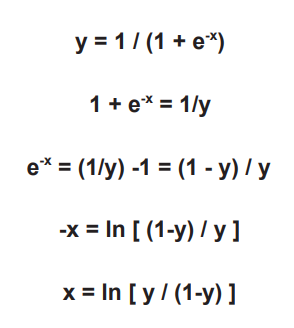 y = 1 / (1 + e⁻ˣ)
1 + e⁻ˣ = 1/y
e⁻ˣ = (1/y) -1 = (1 - y) / y
-x = ln [ (1-y) / y ]
x = ln [ y / (1-y) ]